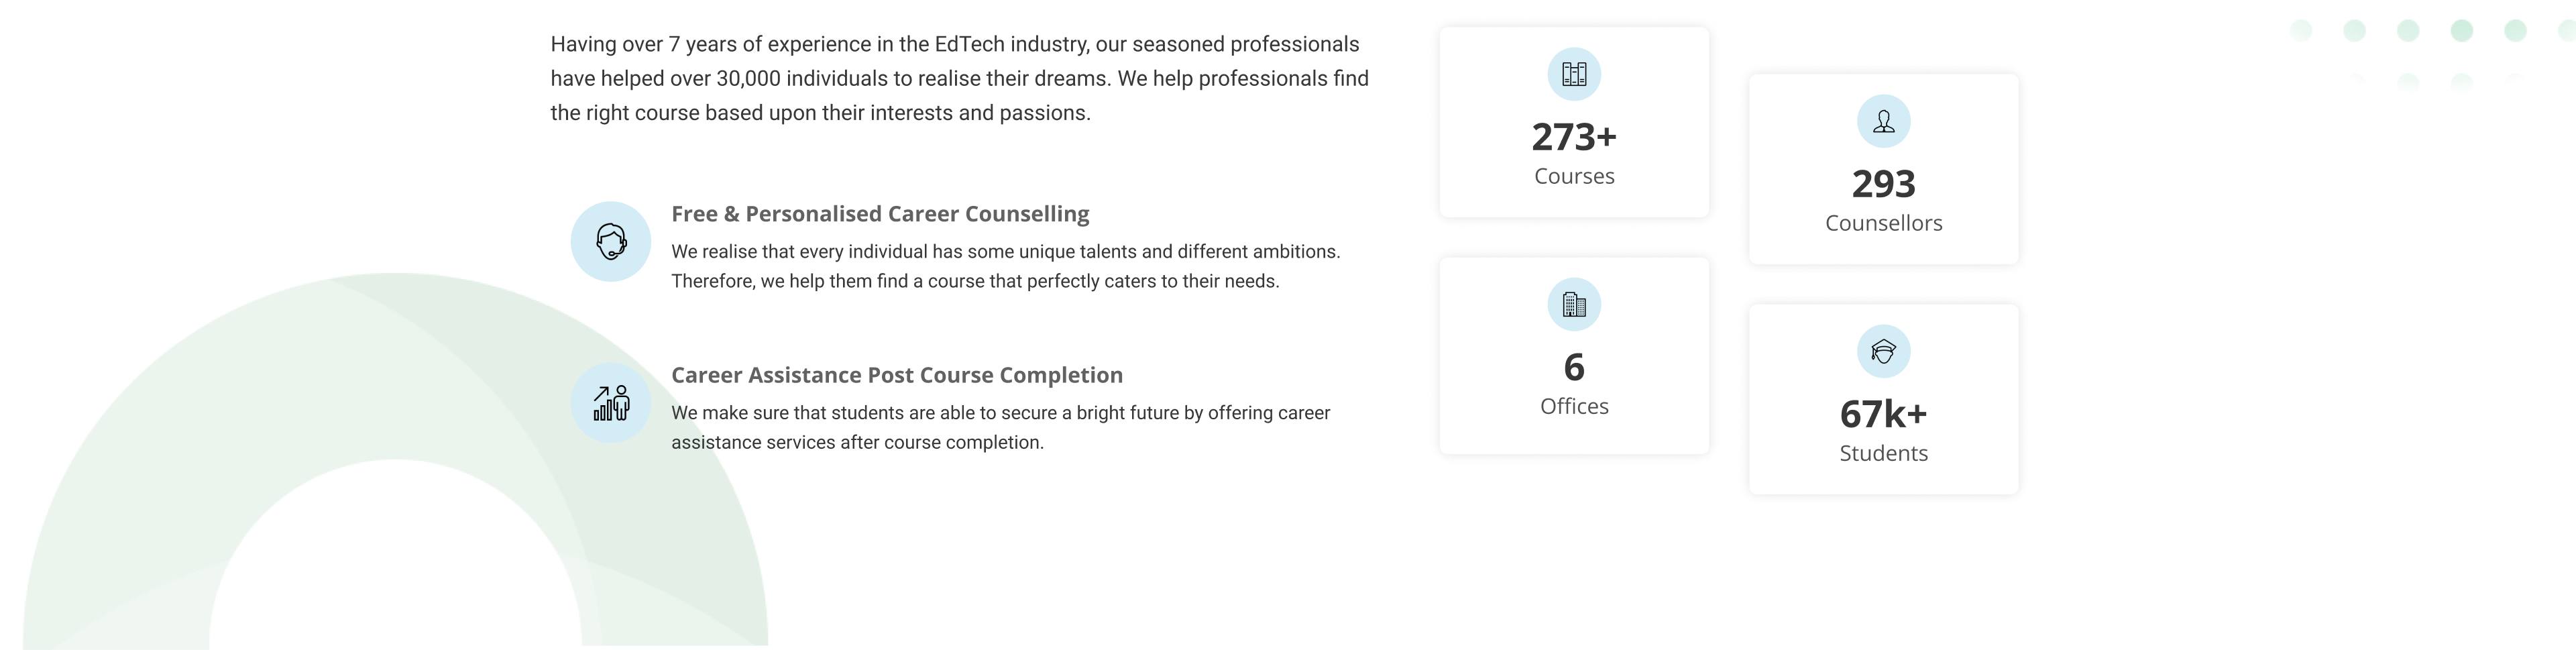 Having over 7 years of experience in the EdTech industry, our seasoned professionals
have helped over 30,000 individuals to realise their dreams. We help professionals find
the right course based upon their interests and passions.
Free & Personalised Career Counselling
We realise that every individual has some unique talents and different ambitions.
Therefore, we help them find a course that perfectly caters to their needs.
Career Assistance Post Course Completion
We make sure that students are able to secure a bright future by offering career
assistance services after course completion.
273+
Courses
6
Offices
293
Counsellors
67k+
Students